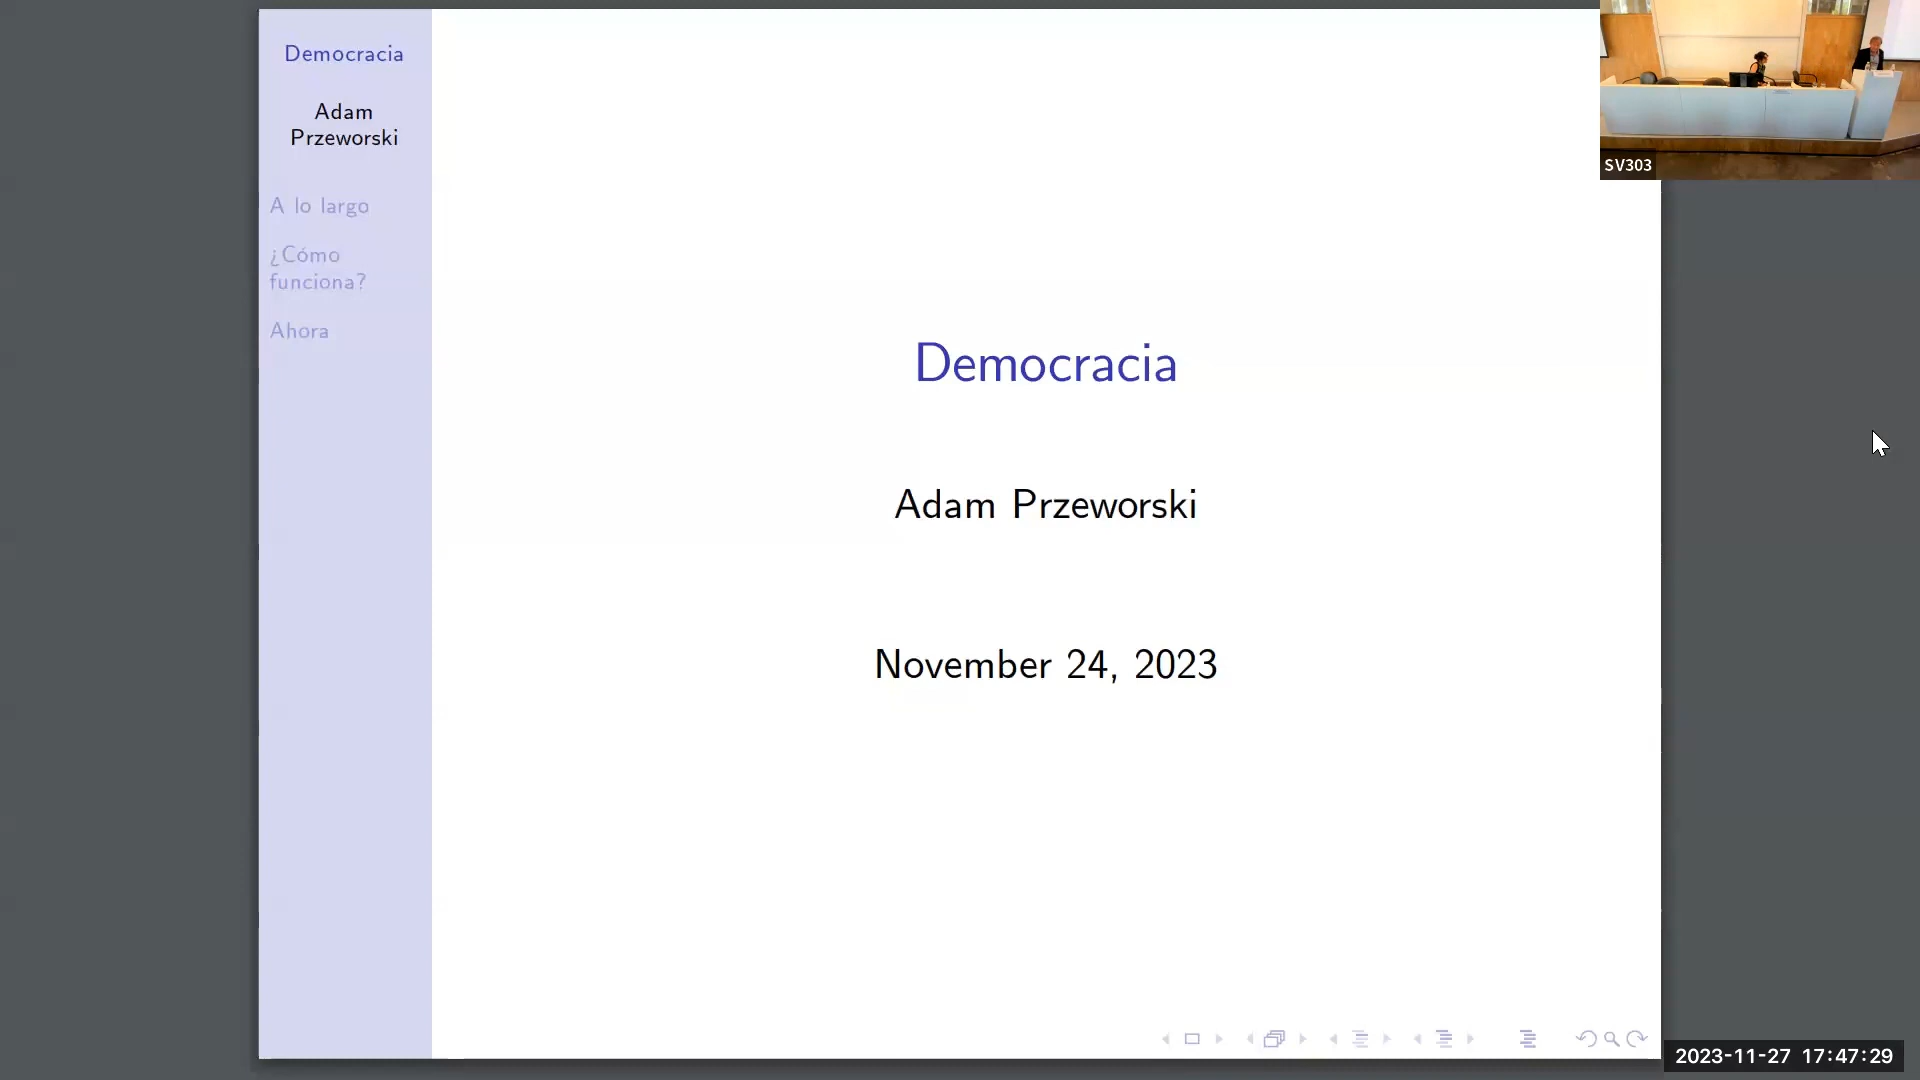 Democracia
Adam
Przeworski
A lo largo
¿Cómo
funciona?
Ahora
Democracia
Adam Przeworski
November 24, 2023
SV303
2023-11-27 17:47:29